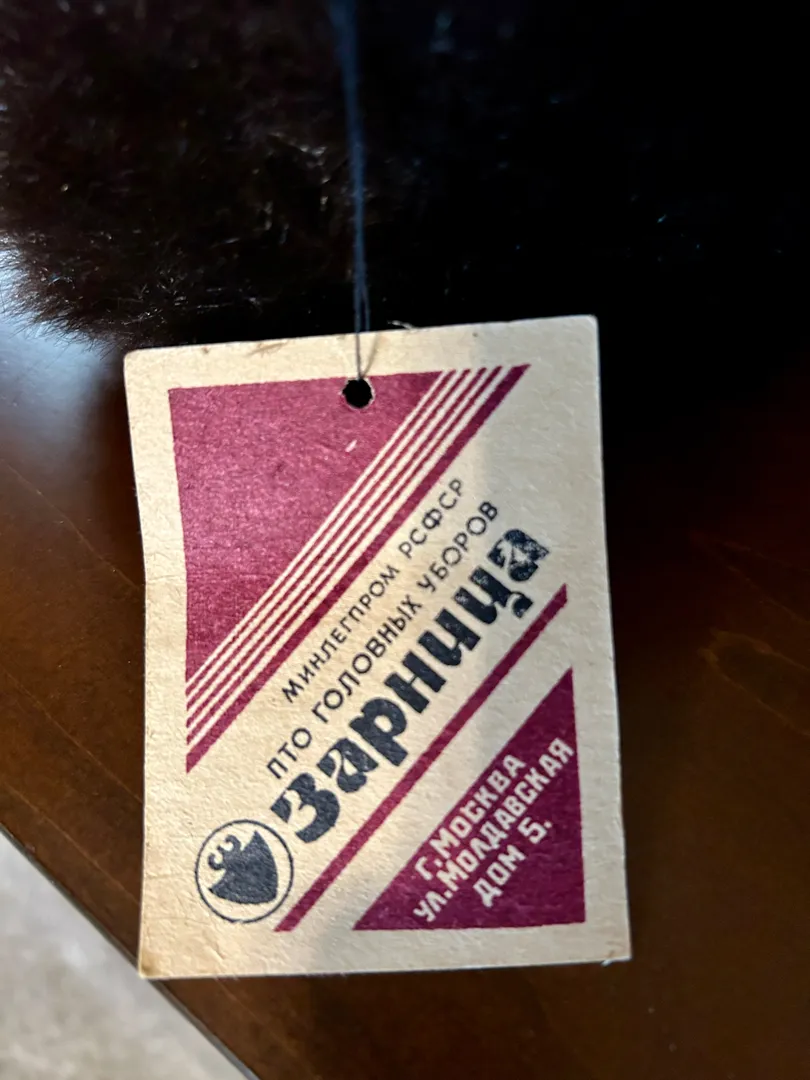 МИНЛЕГПРОМ РСФСР
ПТО ГОЛОВНЫХ УБОРОВ
Зарница
Г. МОСКВА
УЛ. МОЛДАВСКАЯ
ДОМ 5.